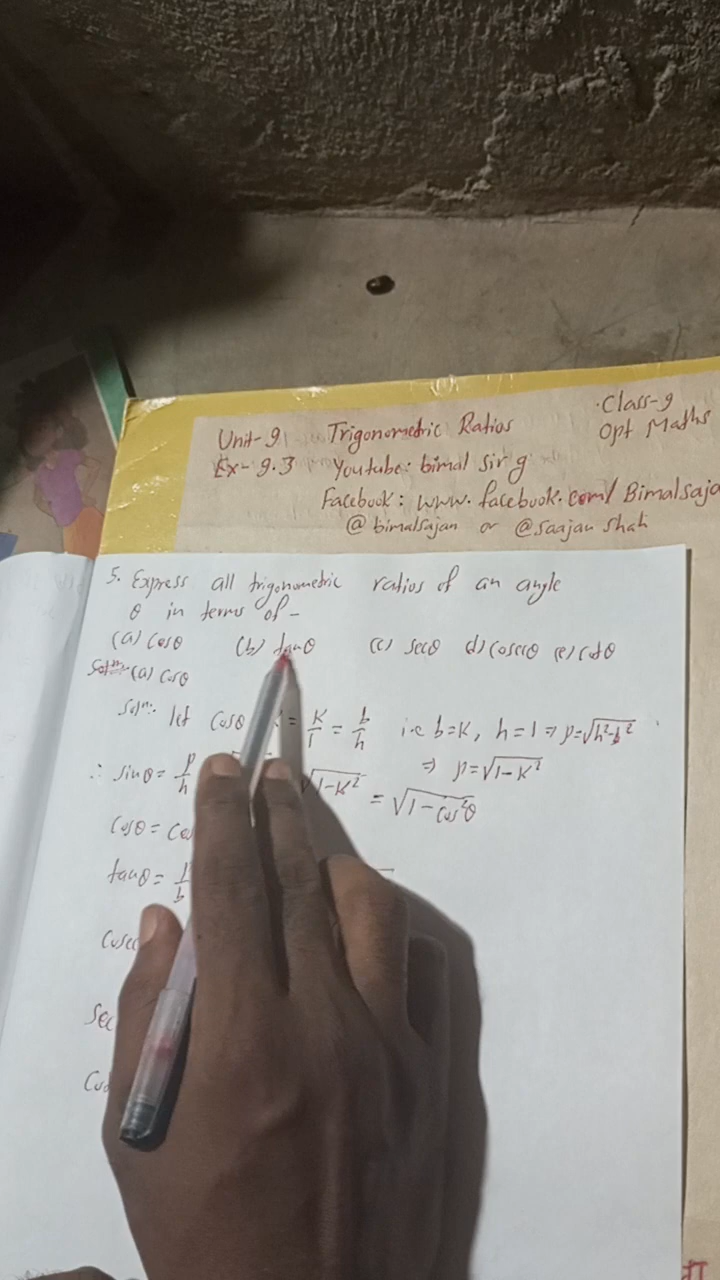 Unit-9 Trigonometric Ratios Class-9
Ex-9.3 Youtube: bimal sir g Opt Maths
Facebook: www.facebook.com/Bimalsaja
@bimalsajan or @saajan shah
5. Express all trigonometric ratios of an angle
θ in terms of -
(a) cosθ (b) tanθ (c) secθ d) cosecθ (e) cotθ
Soln: (a) cosθ
Soln: let cosθ = K/1 = b/h i.e b=K, h=1 ⇒ p=√h²-b²
∴ sinθ = p/h √1-K² = √1-cos²θ ⇒ p=√1-K²
cosθ = cos
tanθ = p/b
Cosec
Sec